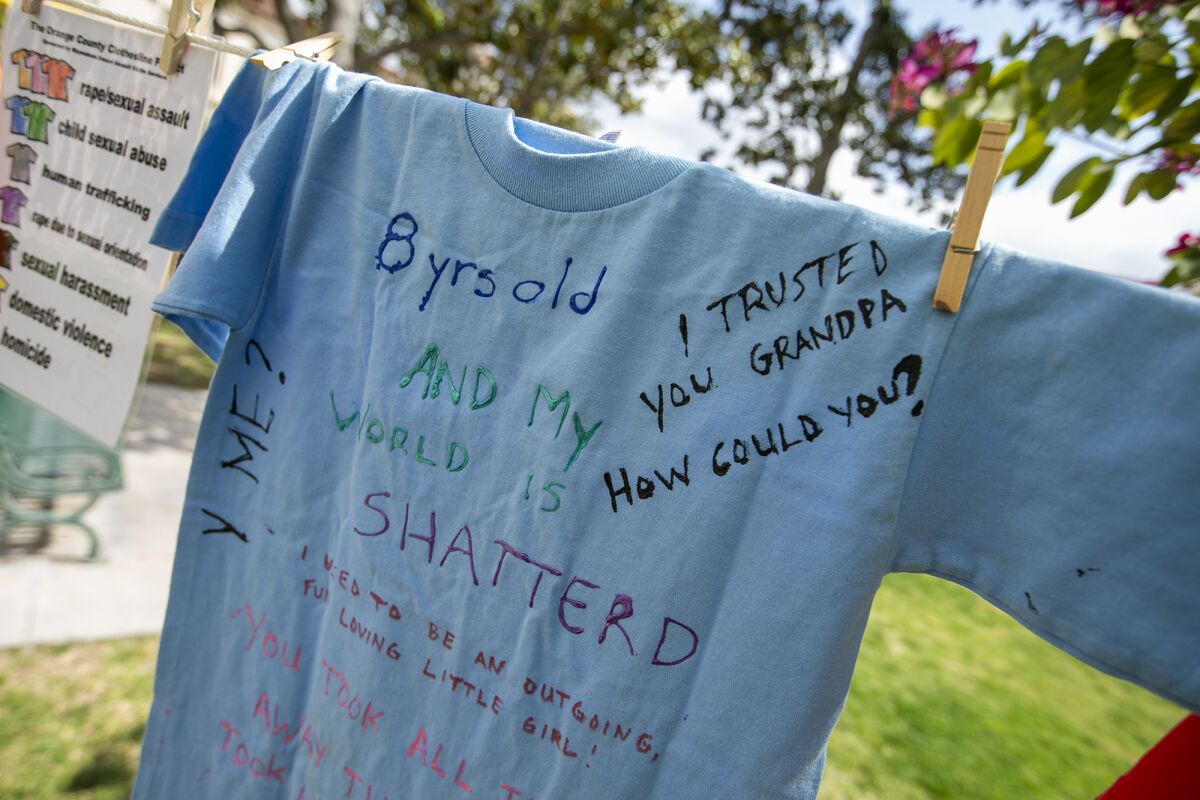 The Orange County Clothesline
rape/sexual assault
child sexual abuse
human trafficking
rape due to sexual orientation
sexual harassment
domestic violence
homicide
8 yrs old
AND MY
WORLD IS
SHATTERD
I TRUSTED
YOU GRANDPA
HOW COULD YOU?
Y ME?
I USED TO BE AN OUTGOING,
FUN LOVING LITTLE GIRL!
YOU TOOK ALL
AWAY
TOOK